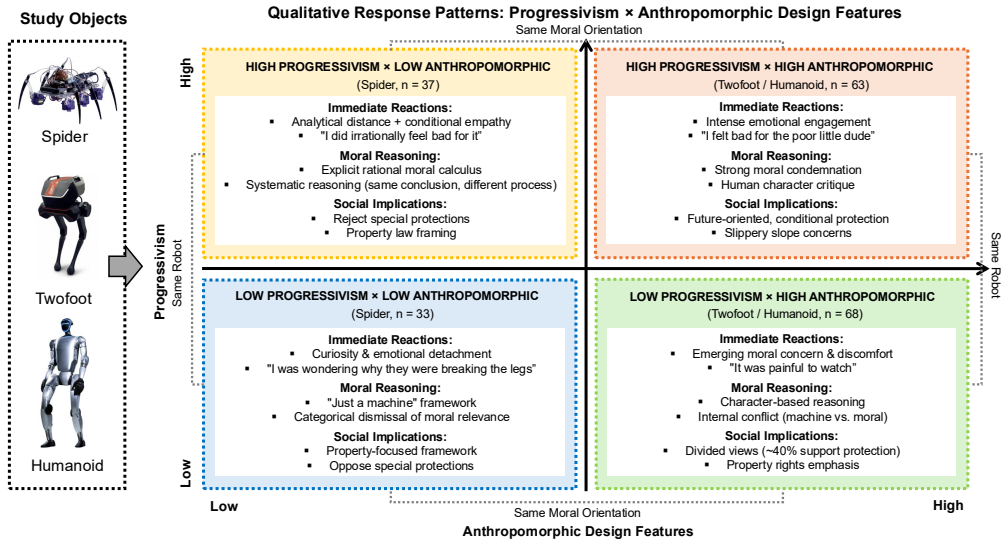 Study Objects
Spider
Twofoot
Humanoid
Qualitative Response Patterns: Progressivism × Anthropomorphic Design Features
Same Moral Orientation
High
Progressivism
Same Robot
Low
HIGH PROGRESSIVISM × LOW ANTHROPOMORPHIC
(Spider, n = 37)
Immediate Reactions:
▪ Analytical distance + conditional empathy
▪ "I did irrationally feel bad for it"
Moral Reasoning:
▪ Explicit rational moral calculus
▪ Systematic reasoning (same conclusion, different process)
Social Implications:
▪ Reject special protections
▪ Property law framing
HIGH PROGRESSIVISM × HIGH ANTHROPOMORPHIC
(Twofoot / Humanoid, n = 63)
Immediate Reactions:
▪ Intense emotional engagement
▪ "I felt bad for the poor little dude"
Moral Reasoning:
▪ Strong moral condemnation
▪ Human character critique
Social Implications:
▪ Future-oriented, conditional protection
▪ Slippery slope concerns
Same Robot
LOW PROGRESSIVISM × LOW ANTHROPOMORPHIC
(Spider, n = 33)
Immediate Reactions:
▪ Curiosity & emotional detachment
▪ "I was wondering why they were breaking the legs"
Moral Reasoning:
▪ "Just a machine" framework
▪ Categorical dismissal of moral relevance
Social Implications:
▪ Property-focused framework
▪ Oppose special protections
LOW PROGRESSIVISM × HIGH ANTHROPOMORPHIC
(Twofoot / Humanoid, n = 68)
Immediate Reactions:
▪ Emerging moral concern & discomfort
▪ "It was painful to watch"
Moral Reasoning:
▪ Character-based reasoning
▪ Internal conflict (machine vs. moral)
Social Implications:
▪ Divided views (~40% support protection)
▪ Property rights emphasis
Low
Same Moral Orientation
High
Anthropomorphic Design Features